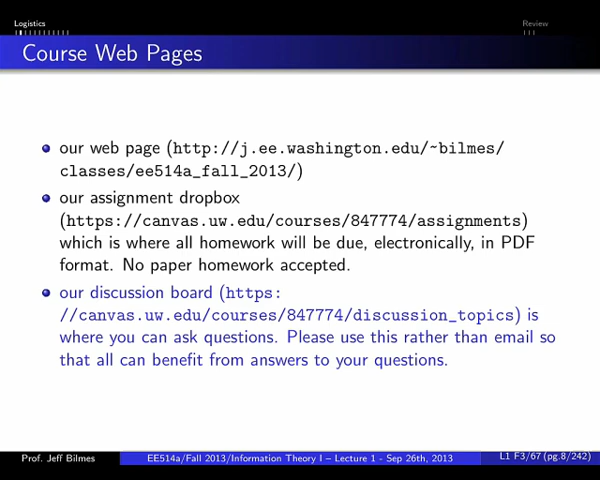 Logistics
Review
Course Web Pages
our web page (http://j.ee.washington.edu/~bilmes/
classes/ee514a_fall_2013/)
our assignment dropbox
(https://canvas.uw.edu/courses/847774/assignments)
which is where all homework will be due, electronically, in PDF
format. No paper homework accepted.
our discussion board (https:
//canvas.uw.edu/courses/847774/discussion_topics) is
where you can ask questions. Please use this rather than email so
that all can benefit from answers to your questions.
Prof. Jeff Bilmes
EE514a/Fall 2013/Information Theory I – Lecture 1 - Sep 26th, 2013
L1 F3/67 (pg.8/242)